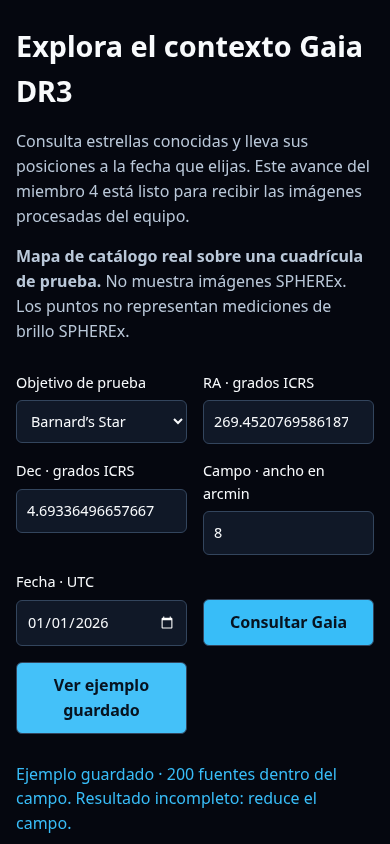 Explora el contexto Gaia
DR3
Consulta estrellas conocidas y lleva sus
posiciones a la fecha que elijas. Este avance del
miembro 4 está listo para recibir las imágenes
procesadas del equipo.
Mapa de catálogo real sobre una cuadrícula
de prueba. No muestra imágenes SPHEREx.
Los puntos no representan mediciones de
brillo SPHEREx.
Objetivo de prueba
Barnard’s Star
RA · grados ICRS
269.4520769586187
Dec · grados ICRS
4.69336496657667
Campo · ancho en
arcmin
8
Fecha · UTC
01/01/2026
Consultar Gaia
Ver ejemplo
guardado
Ejemplo guardado · 200 fuentes dentro del
campo. Resultado incompleto: reduce el
campo.